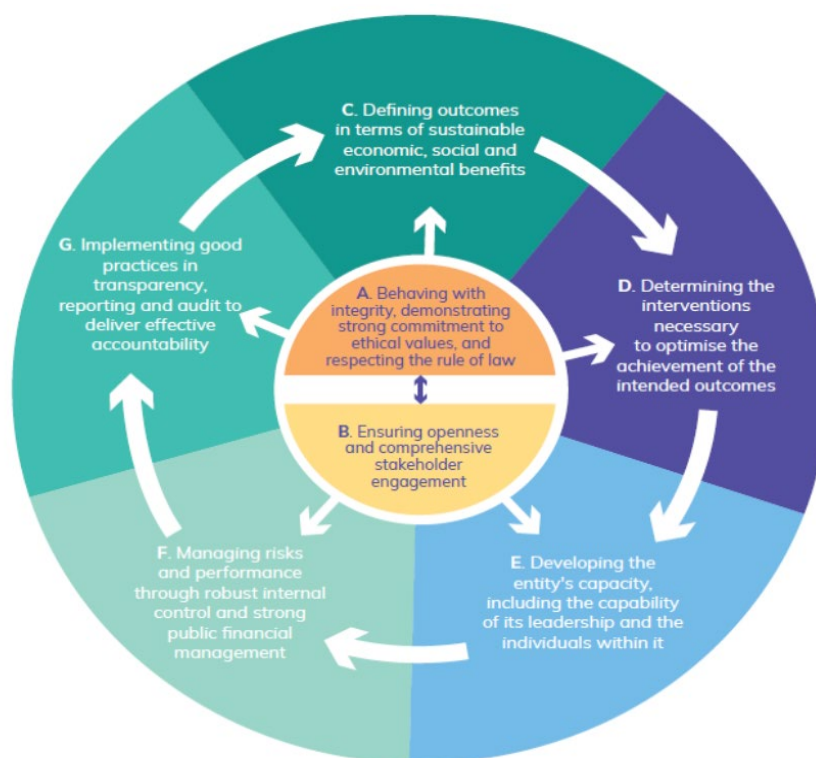 C. Defining outcomes
in terms of sustainable
economic, social and
environmental benefits
G. Implementing good
practices in
transparency,
reporting and audit to
deliver effective
accountability
A. Behaving with
integrity, demonstrating
strong commitment to
ethical values, and
respecting the rule of law
D. Determining the
interventions
necessary
to optimise the
achievement of the
intended outcomes
B. Ensuring openness
and comprehensive
stakeholder
engagement
F. Managing risks
and performance
through robust internal
control and strong
public financial
management
E. Developing the
entity's capacity,
including the capability
of its leadership and the
individuals within it